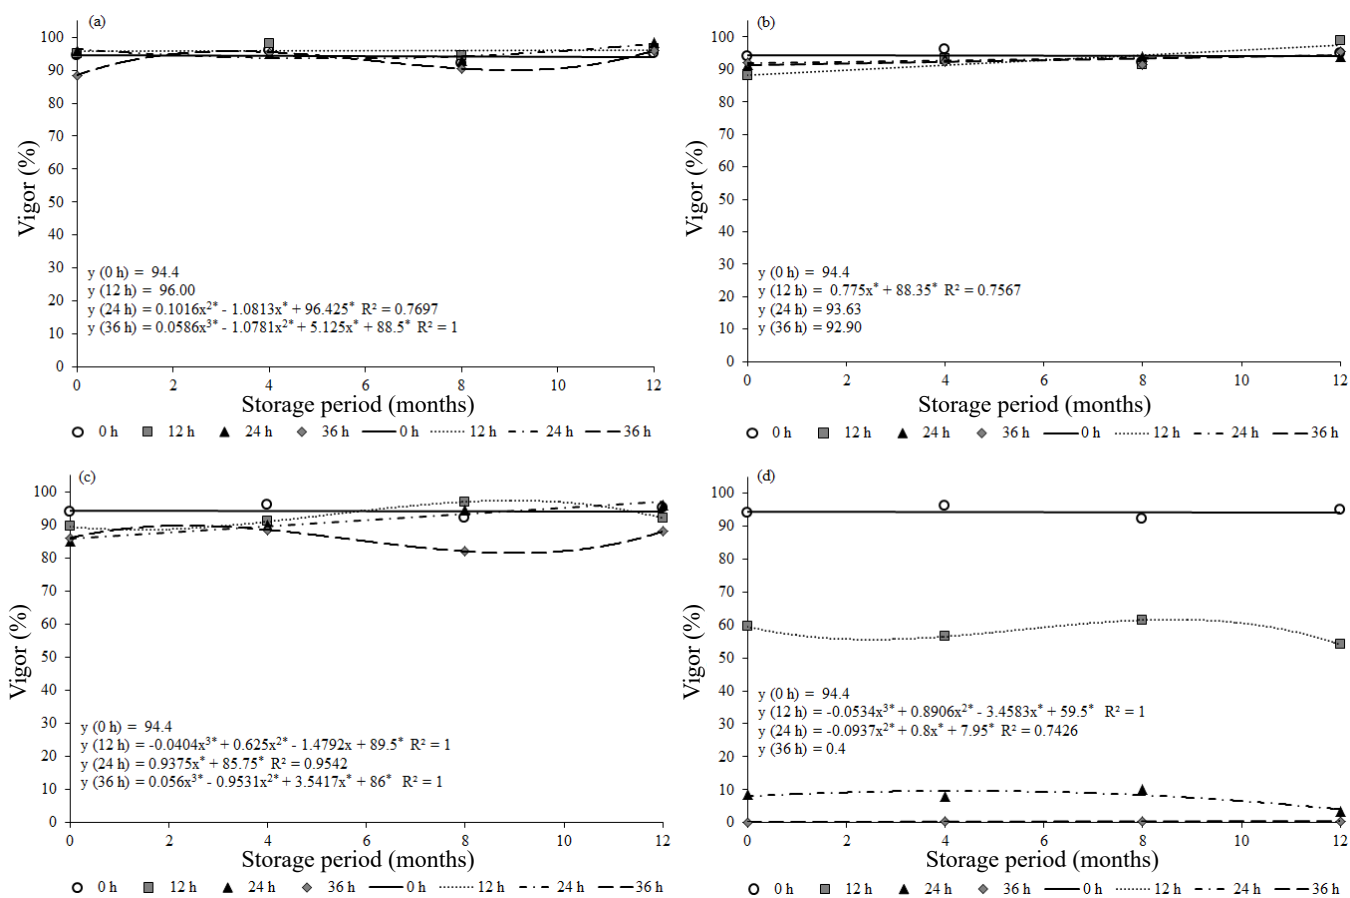 (a)
100
90
80
70
60
50
40
30
20
10
0
Vigor (%)
y (0 h) = 94.4
y (12 h) = 96.00
y (24 h) = 0.1016x²* - 1.0813x* + 96.425* R² = 0.7697
y (36 h) = 0.0586x³* - 1.0781x²* + 5.125x* + 88.5* R² = 1
0 2 4 6 8 10 12
Storage period (months)
0 h 12 h 24 h 36 h 0 h 12 h 24 h 36 h
(b)
100
90
80
70
60
50
40
30
20
10
0
Vigor (%)
y (0 h) = 94.4
y (12 h) = 0.775x* + 88.35* R² = 0.7567
y (24 h) = 93.63
y (36 h) = 92.90
0 2 4 6 8 10 12
Storage period (months)
0 h 12 h 24 h 36 h 0 h 12 h 24 h 36 h
(c)
100
90
80
70
60
50
40
30
20
10
0
Vigor (%)
y (0 h) = 94.4
y (12 h) = -0.0404x³* + 0.625x²* - 1.4792x + 89.5* R² = 1
y (24 h) = 0.9375x* + 85.75* R² = 0.9542
y (36 h) = 0.056x³* - 0.9531x²* + 3.5417x* + 86* R² = 1
0 2 4 6 8 10 12
Storage period (months)
0 h 12 h 24 h 36 h 0 h 12 h 24 h 36 h
(d)
100
90
80
70
60
50
40
30
20
10
0
Vigor (%)
y (0 h) = 94.4
y (12 h) = -0.0534x³* + 0.8906x²* - 3.4583x* + 59.5* R² = 1
y (24 h) = -0.0937x²* + 0.8x* + 7.95* R² = 0.7426
y (36 h) = 0.4
0 2 4 6 8 10 12
Storage period (months)
0 h 12 h 24 h 36 h 0 h 12 h 24 h 36 h